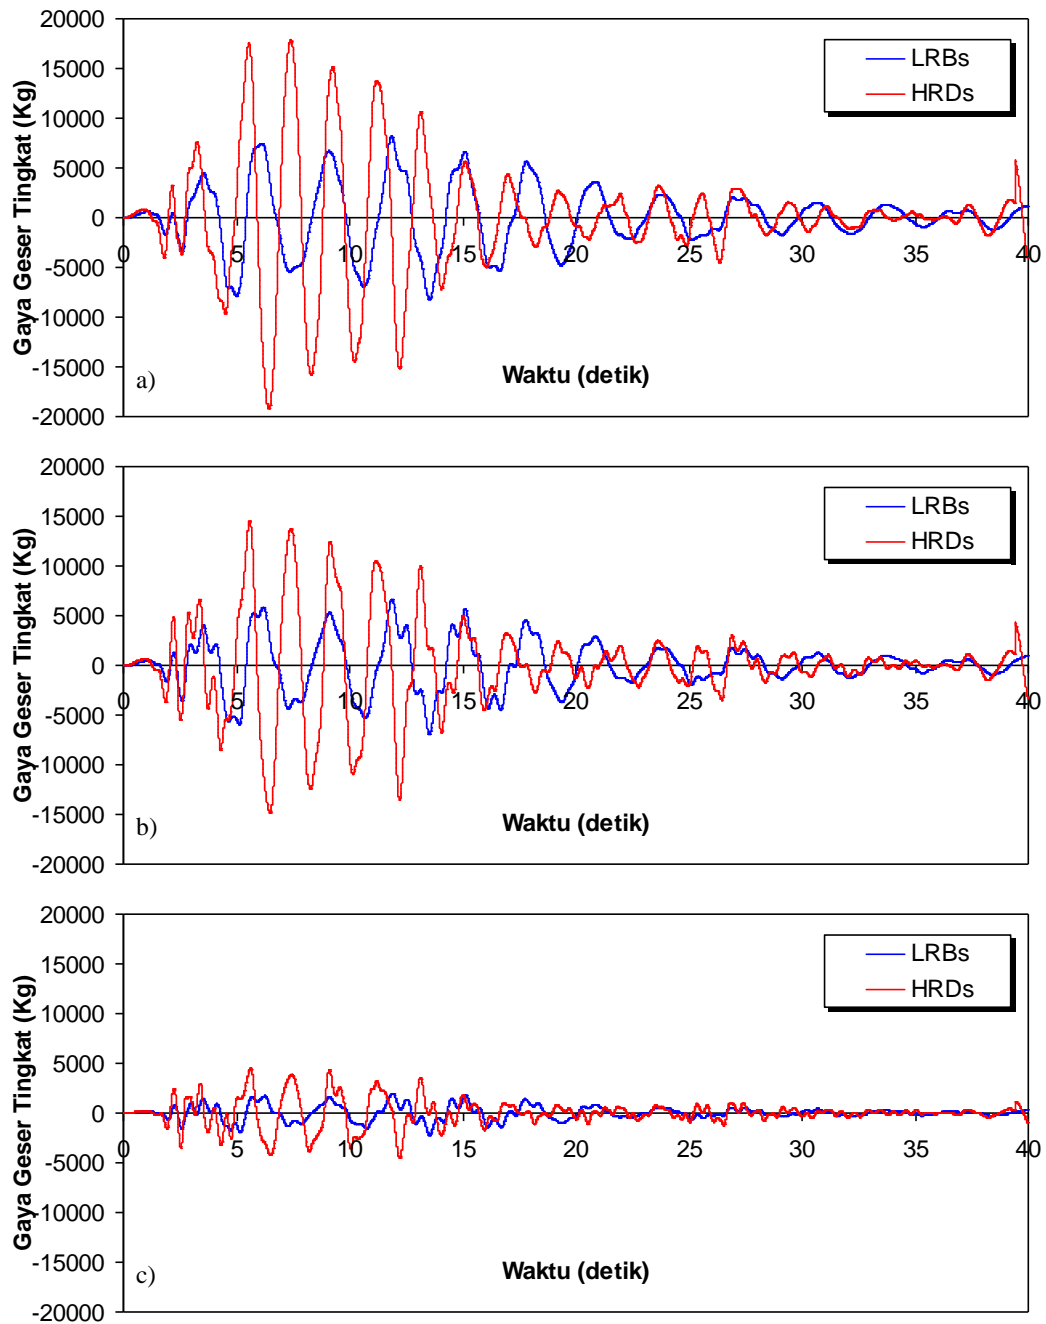 20000
15000
10000
5000
0
-5000
-10000
-15000
-20000
Gaya Geser Tingkat (Kg)
LRBs
HRDs
0 5 10 15 20 25 30 35 40
Waktu (detik)
a)
20000
15000
10000
5000
0
-5000
-10000
-15000
-20000
Gaya Geser Tingkat (Kg)
LRBs
HRDs
0 5 10 15 20 25 30 35 40
Waktu (detik)
b)
20000
15000
10000
5000
0
-5000
-10000
-15000
-20000
Gaya Geser Tingkat (Kg)
LRBs
HRDs
0 5 10 15 20 25 30 35 40
Waktu (detik)
c)